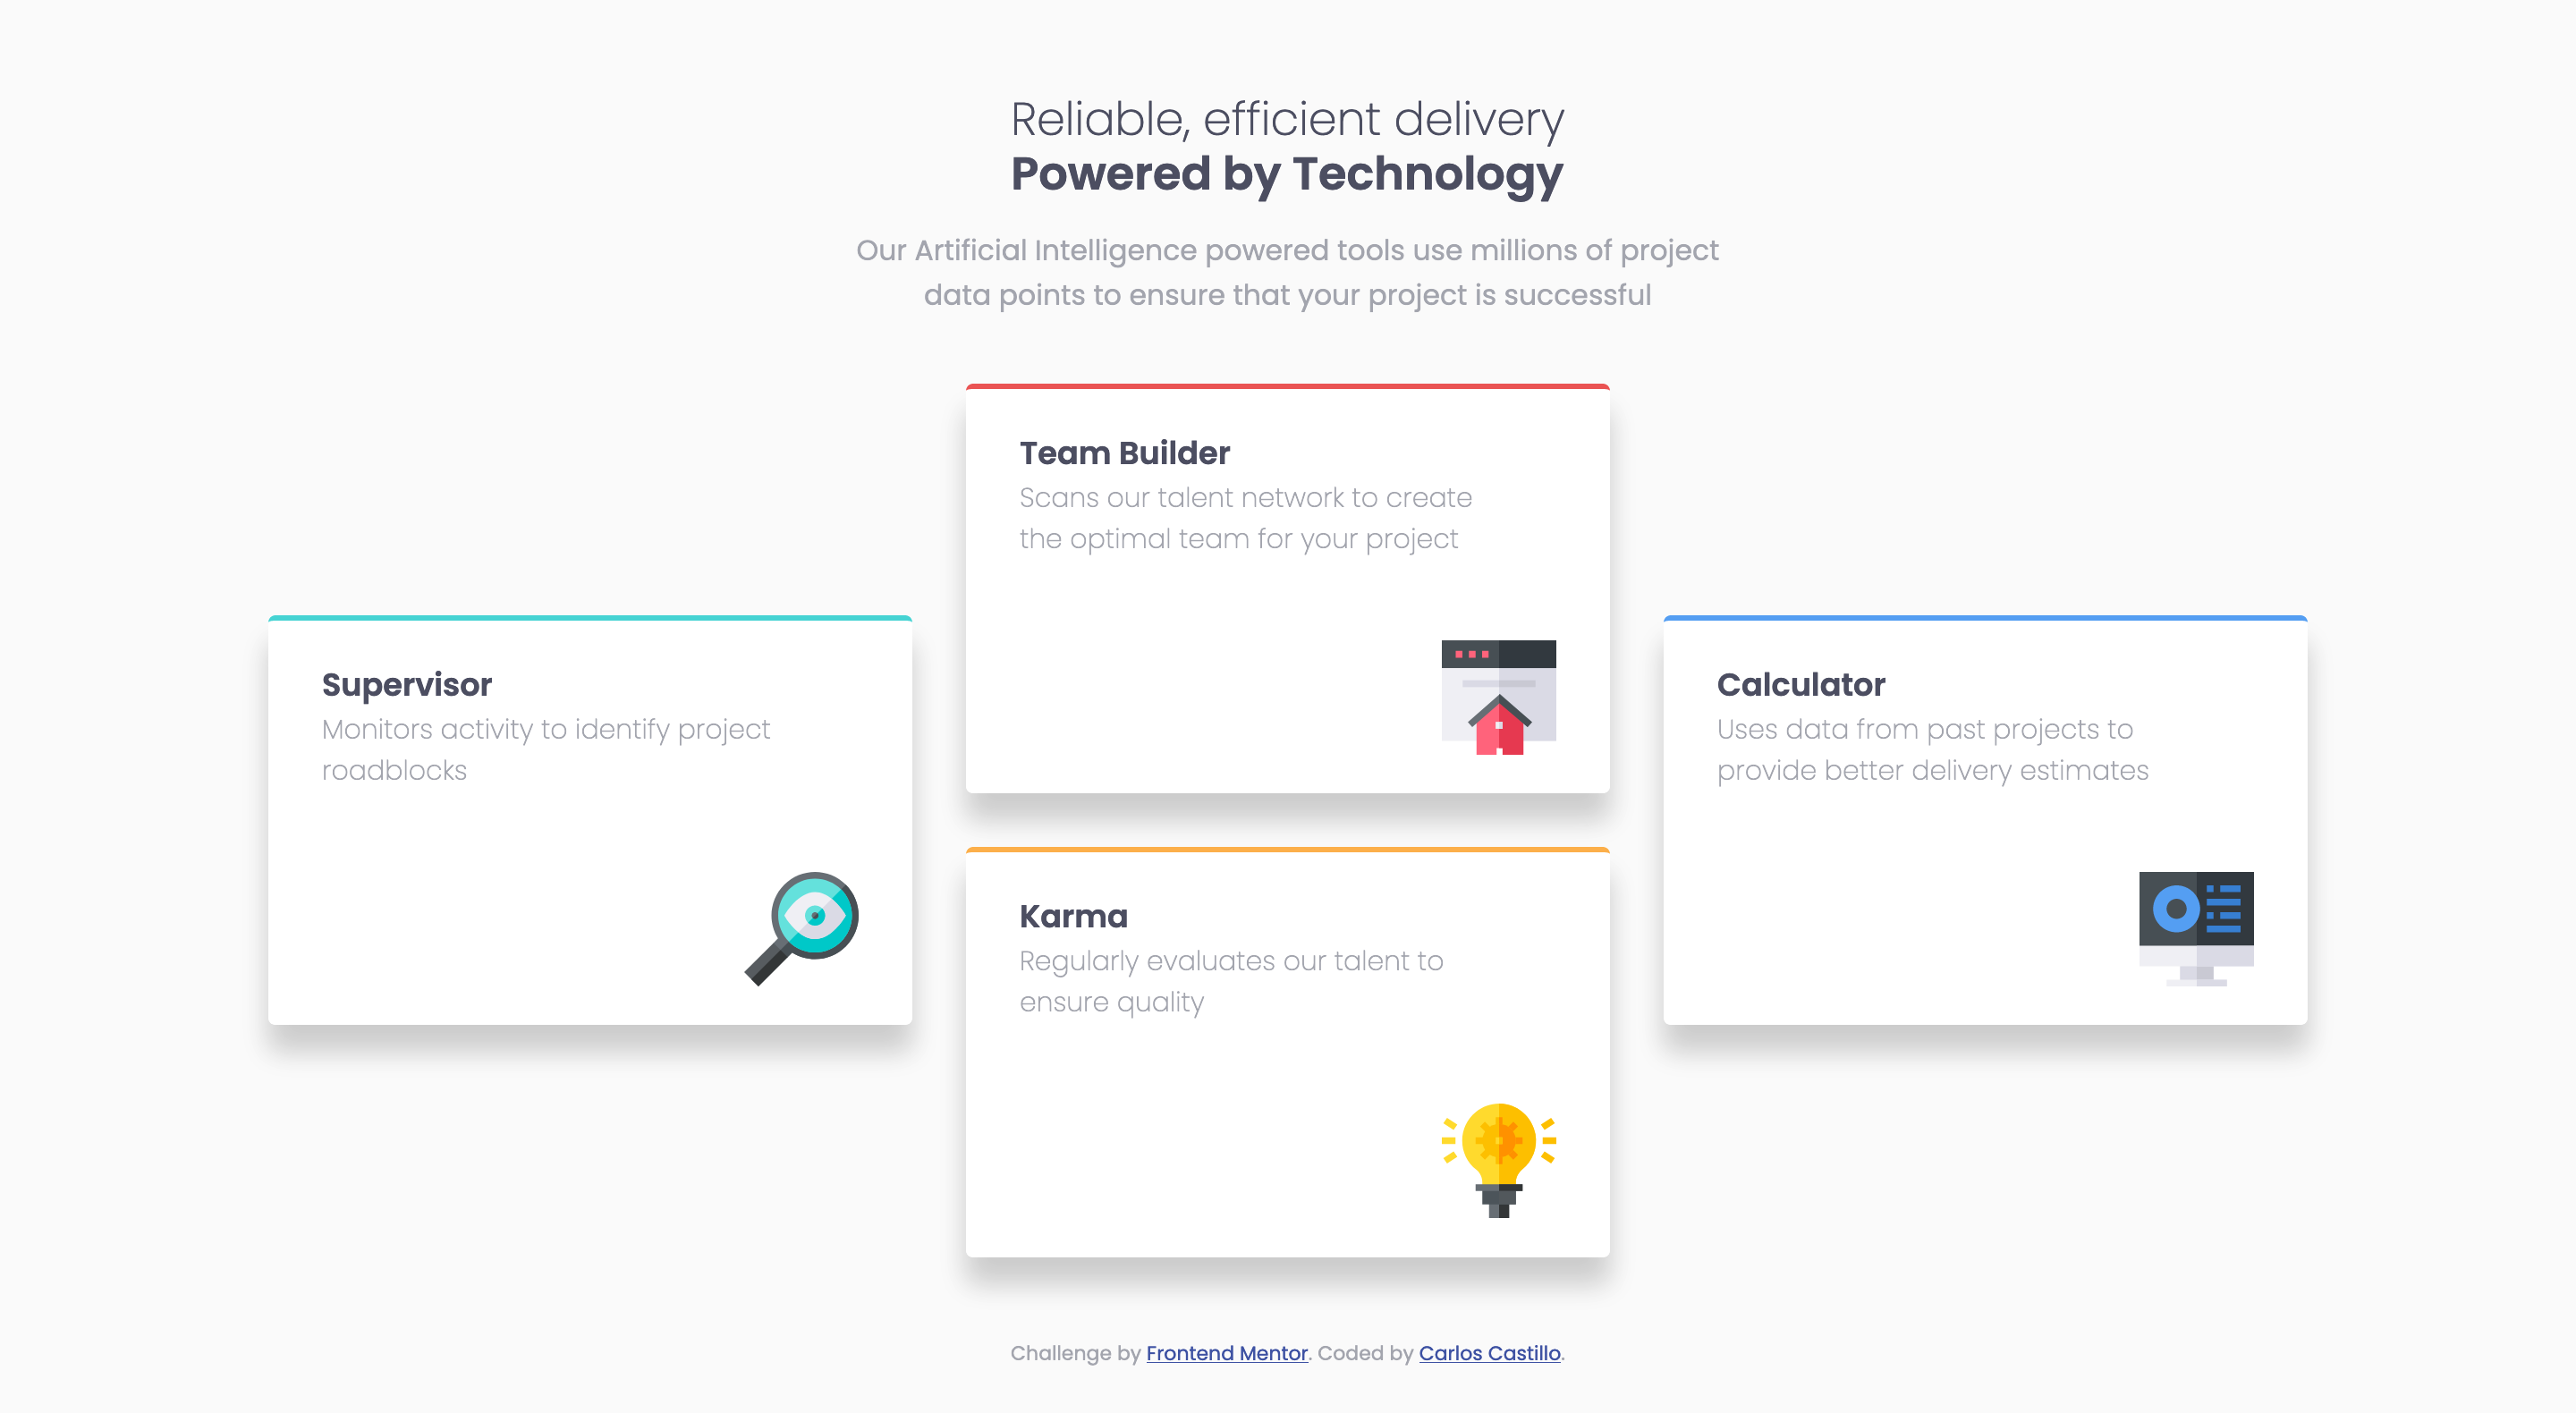 Reliable, efficient delivery
Powered by Technology
Our Artificial Intelligence powered tools use millions of project
data points to ensure that your project is successful
Team Builder
Scans our talent network to create
the optimal team for your project
Supervisor
Monitors activity to identify project
roadblocks
Calculator
Uses data from past projects to
provide better delivery estimates
Karma
Regularly evaluates our talent to
ensure quality
Challenge by Frontend Mentor. Coded by Carlos Castillo.